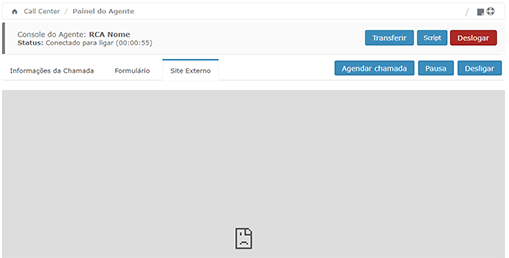 Call Center / Painel do Agente /
Console do Agente: RCA Nome
Status: Conectado para ligar (00:00:55)
Transferir Script Deslogar
Informações da Chamada Formulário Site Externo
Agendar chamada Pausa Desligar